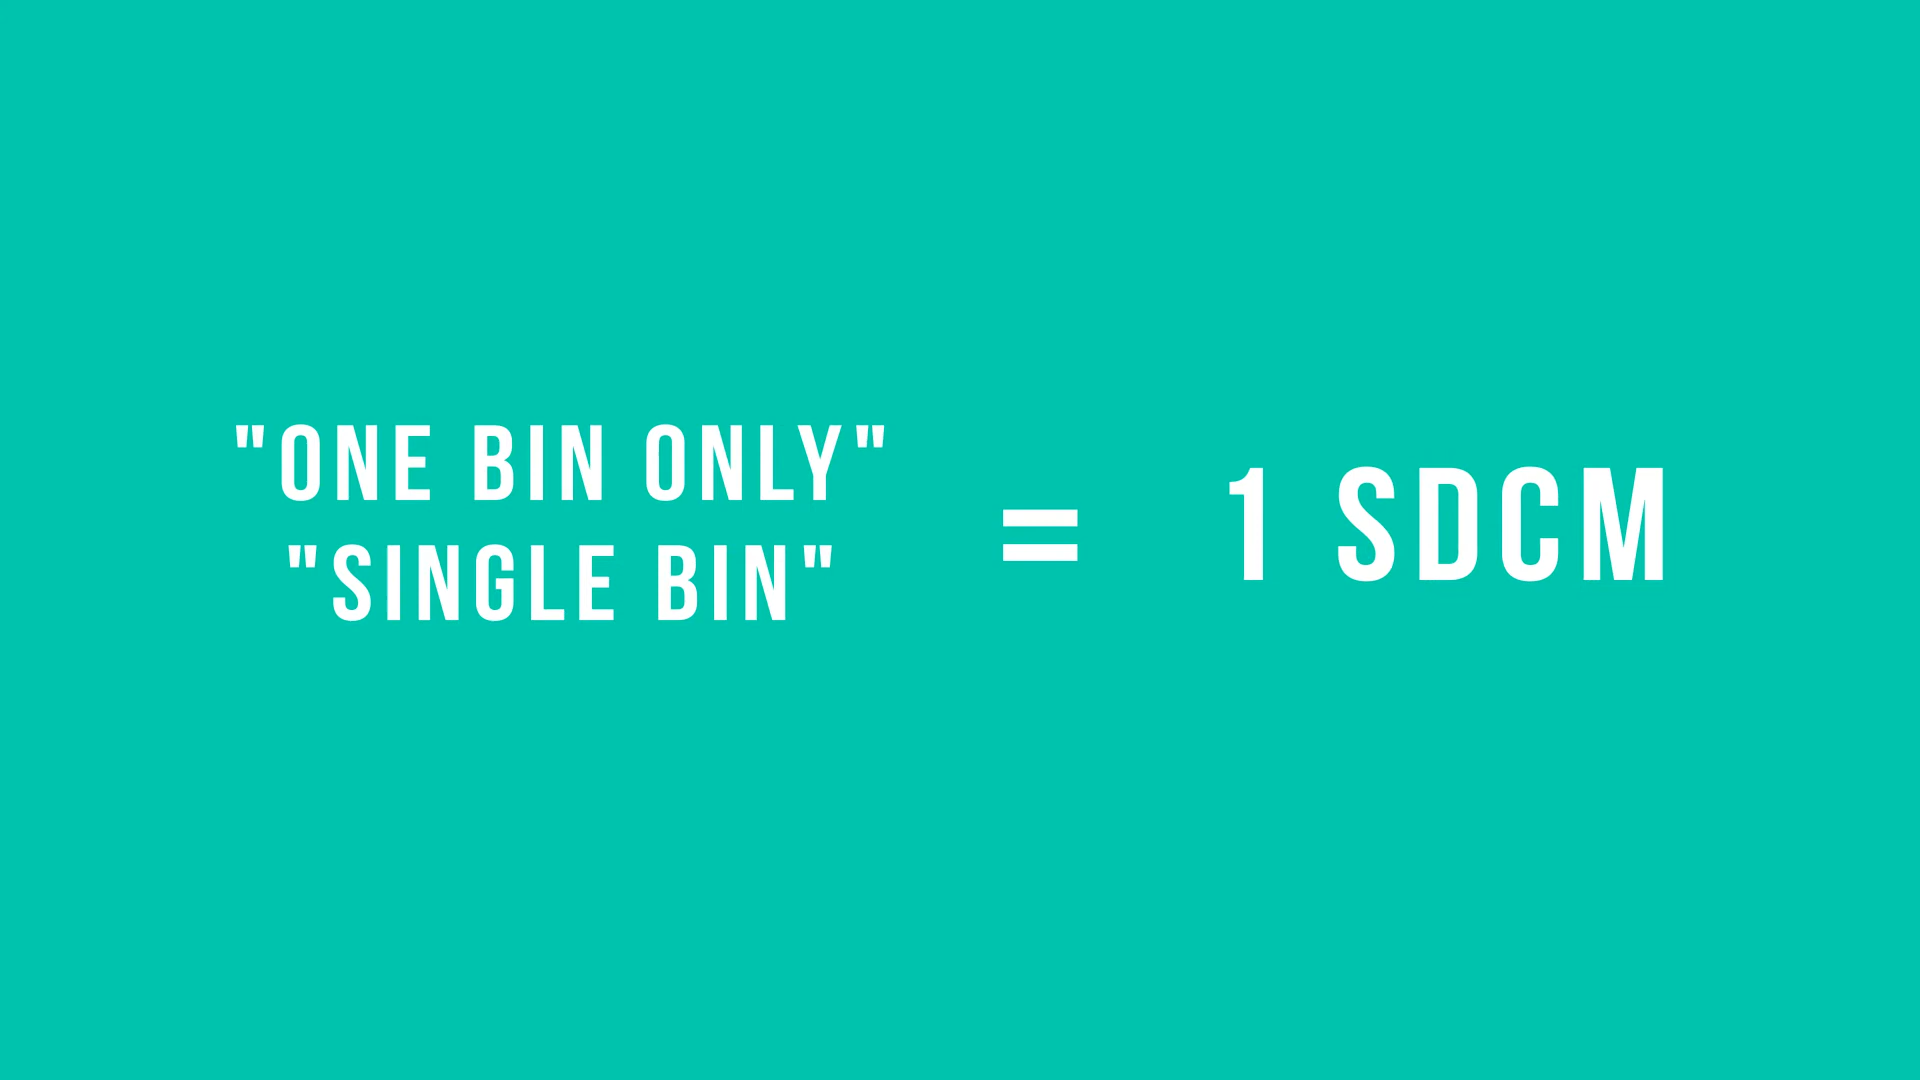 "ONE BIN ONLY"
"SINGLE BIN"
=
1 SDCM